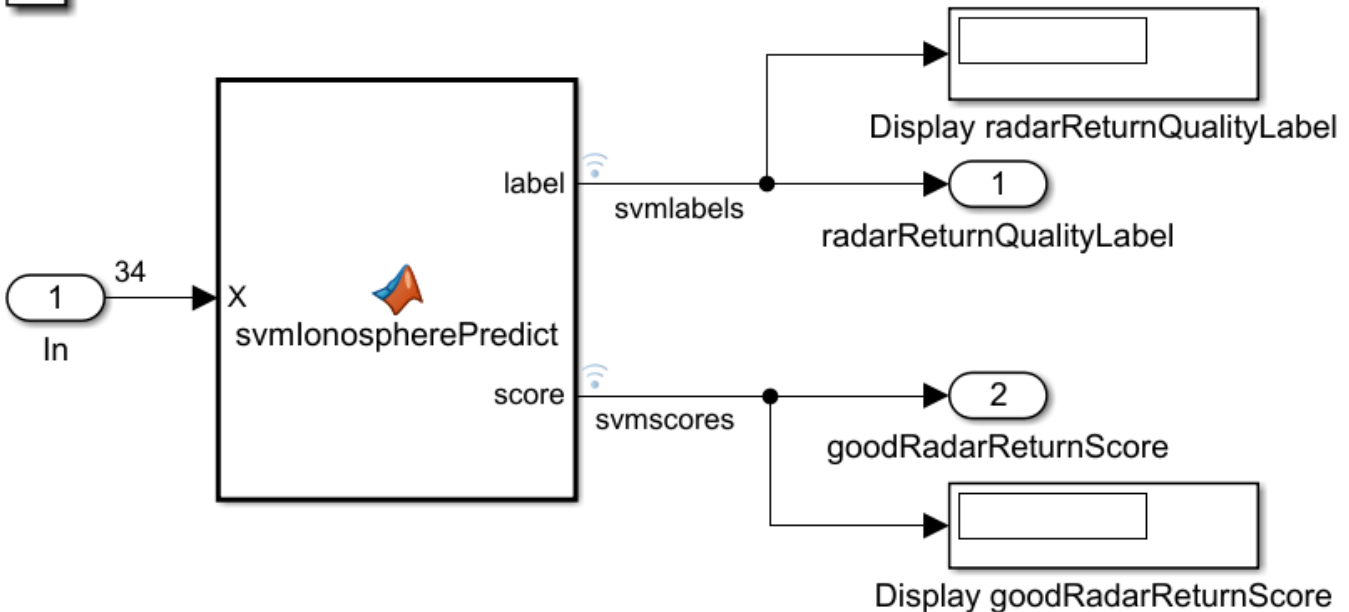 Display radarReturnQualityLabel
label
svmlabels
1
radarReturnQualityLabel
34
1
X
In
svmIonospherePredict
score
svmscores
2
goodRadarReturnScore
Display goodRadarReturnScore